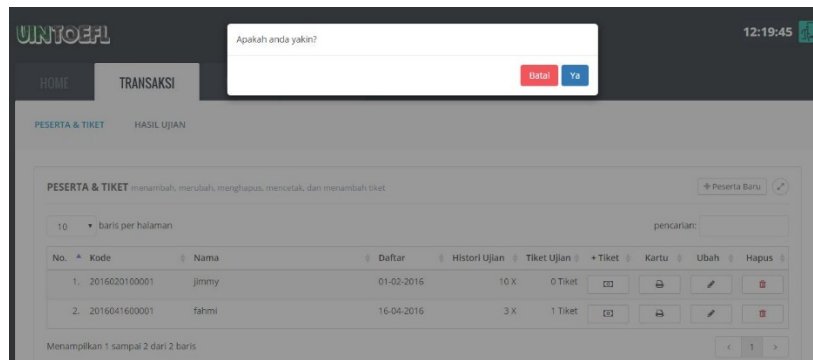 UINTOEFL
Apakah anda yakin?
12:19:45
Batal Ya
HOME TRANSAKSI
PESERTA & TIKET HASIL UJIAN
PESERTA & TIKET menambah, merubah, menghapus, mencetak, dan menambah tiket
+ Peserta Baru
10 baris per halaman pencarian:
No. Kode Nama Daftar Histori Ujian Tiket Ujian + Tiket Kartu Ubah Hapus
1. 2016020100001 jimmy 01-02-2016 10 X 0 Tiket
2. 2016041600001 fahmi 16-04-2016 3 X 1 Tiket
Menampilkan 1 sampai 2 dari 2 baris < 1 >